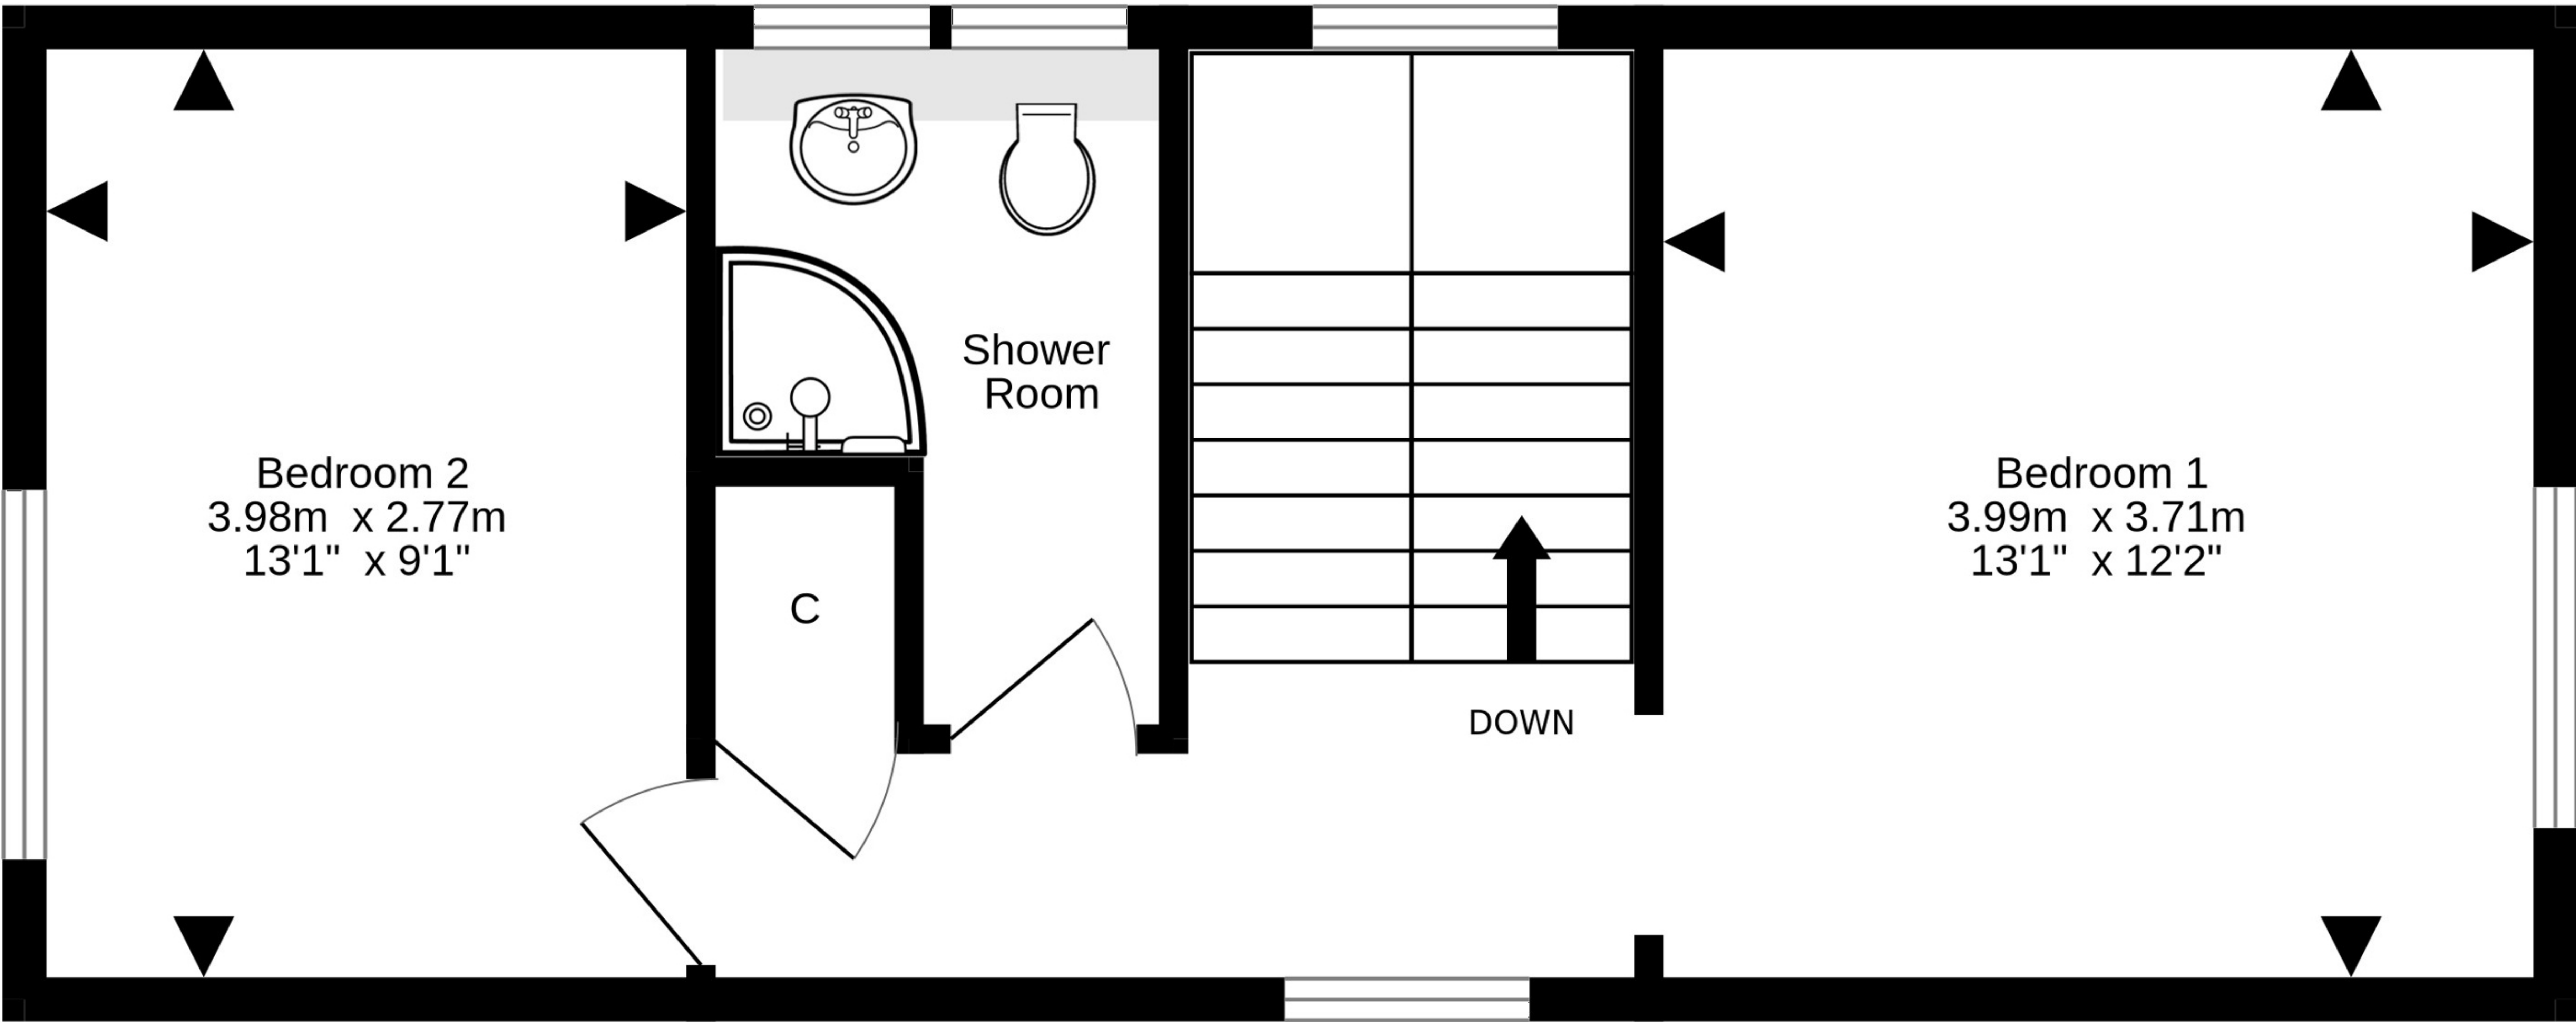 Bedroom 2
3.98m  x 2.77m
13'1"  x 9'1"
Shower
Room
C
DOWN
Bedroom 1
3.99m  x 3.71m
13'1"  x 12'2"